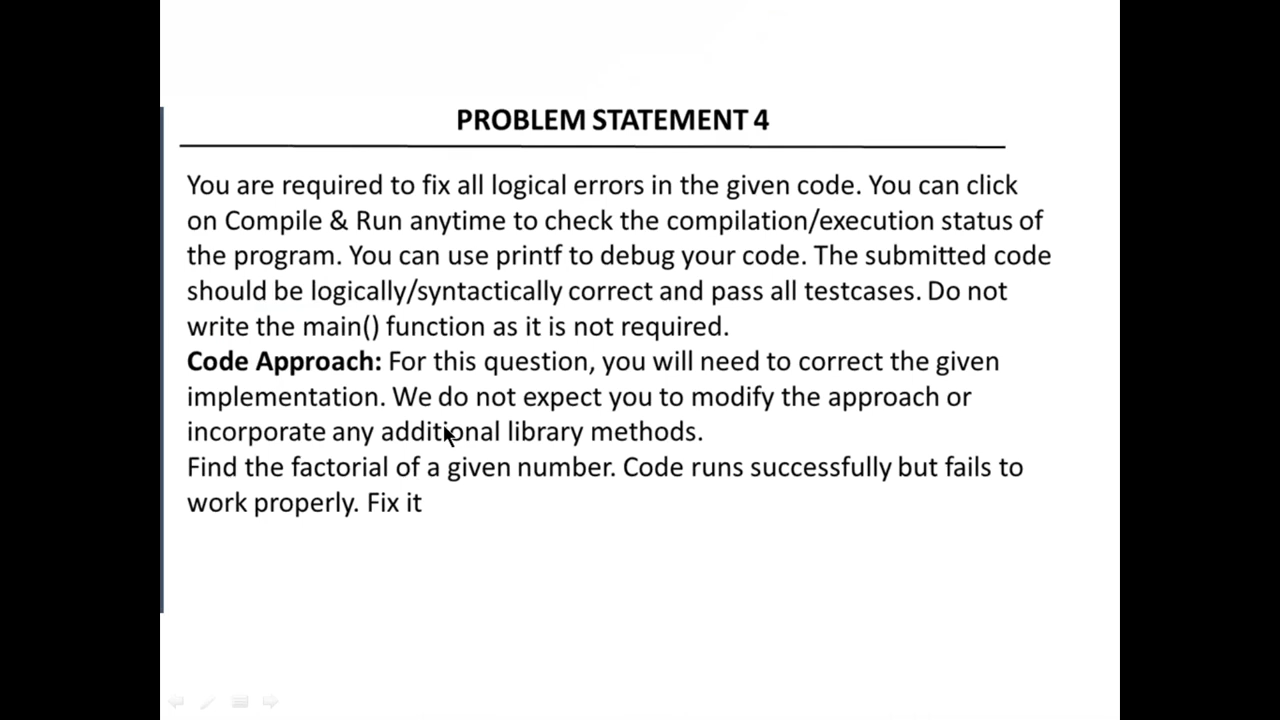 PROBLEM STATEMENT 4
You are required to fix all logical errors in the given code. You can click
on Compile & Run anytime to check the compilation/execution status of
the program. You can use printf to debug your code. The submitted code
should be logically/syntactically correct and pass all testcases. Do not
write the main() function as it is not required.
Code Approach: For this question, you will need to correct the given
implementation. We do not expect you to modify the approach or
incorporate any additional library methods.
Find the factorial of a given number. Code runs successfully but fails to
work properly. Fix it